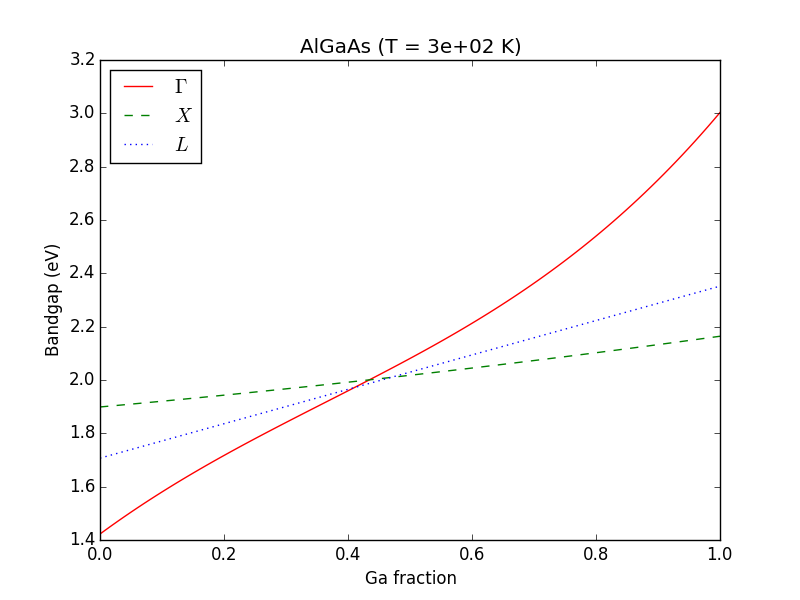 AlGaAs (T = 3e+02 K)
Γ
X
L
Bandgap (eV)
3.2
3.0
2.8
2.6
2.4
2.2
2.0
1.8
1.6
1.4
0.0 0.2 0.4 0.6 0.8 1.0
Ga fraction